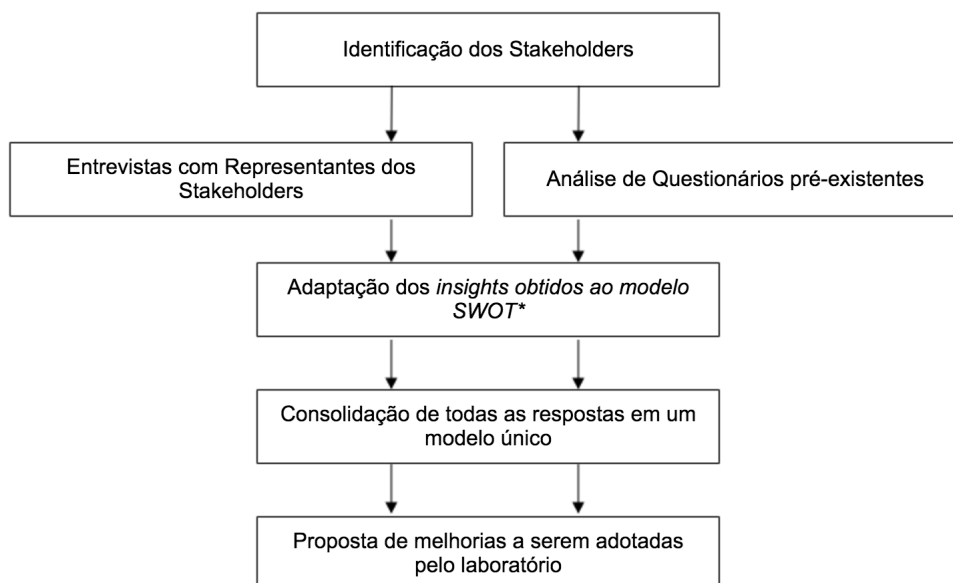 Identificação dos Stakeholders
Entrevistas com Representantes dos
Stakeholders
Análise de Questionários pré-existentes
Adaptação dos insights obtidos ao modelo
SWOT*
Consolidação de todas as respostas em um
modelo único
Proposta de melhorias a serem adotadas
pelo laboratório